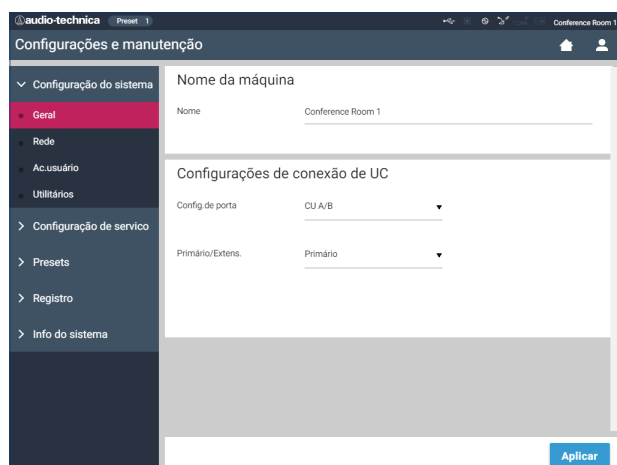 audio-technica Preset 1 Conference Room 1
Configurações e manutenção
Configuração do sistema
Geral
Rede
Ac.usuário
Utilitários
Configuração de servico
Presets
Registro
Info do sistema
Nome da máquina
Nome Conference Room 1
Configurações de conexão de UC
Config.de porta CU A/B
Primário/Extens. Primário
Aplicar